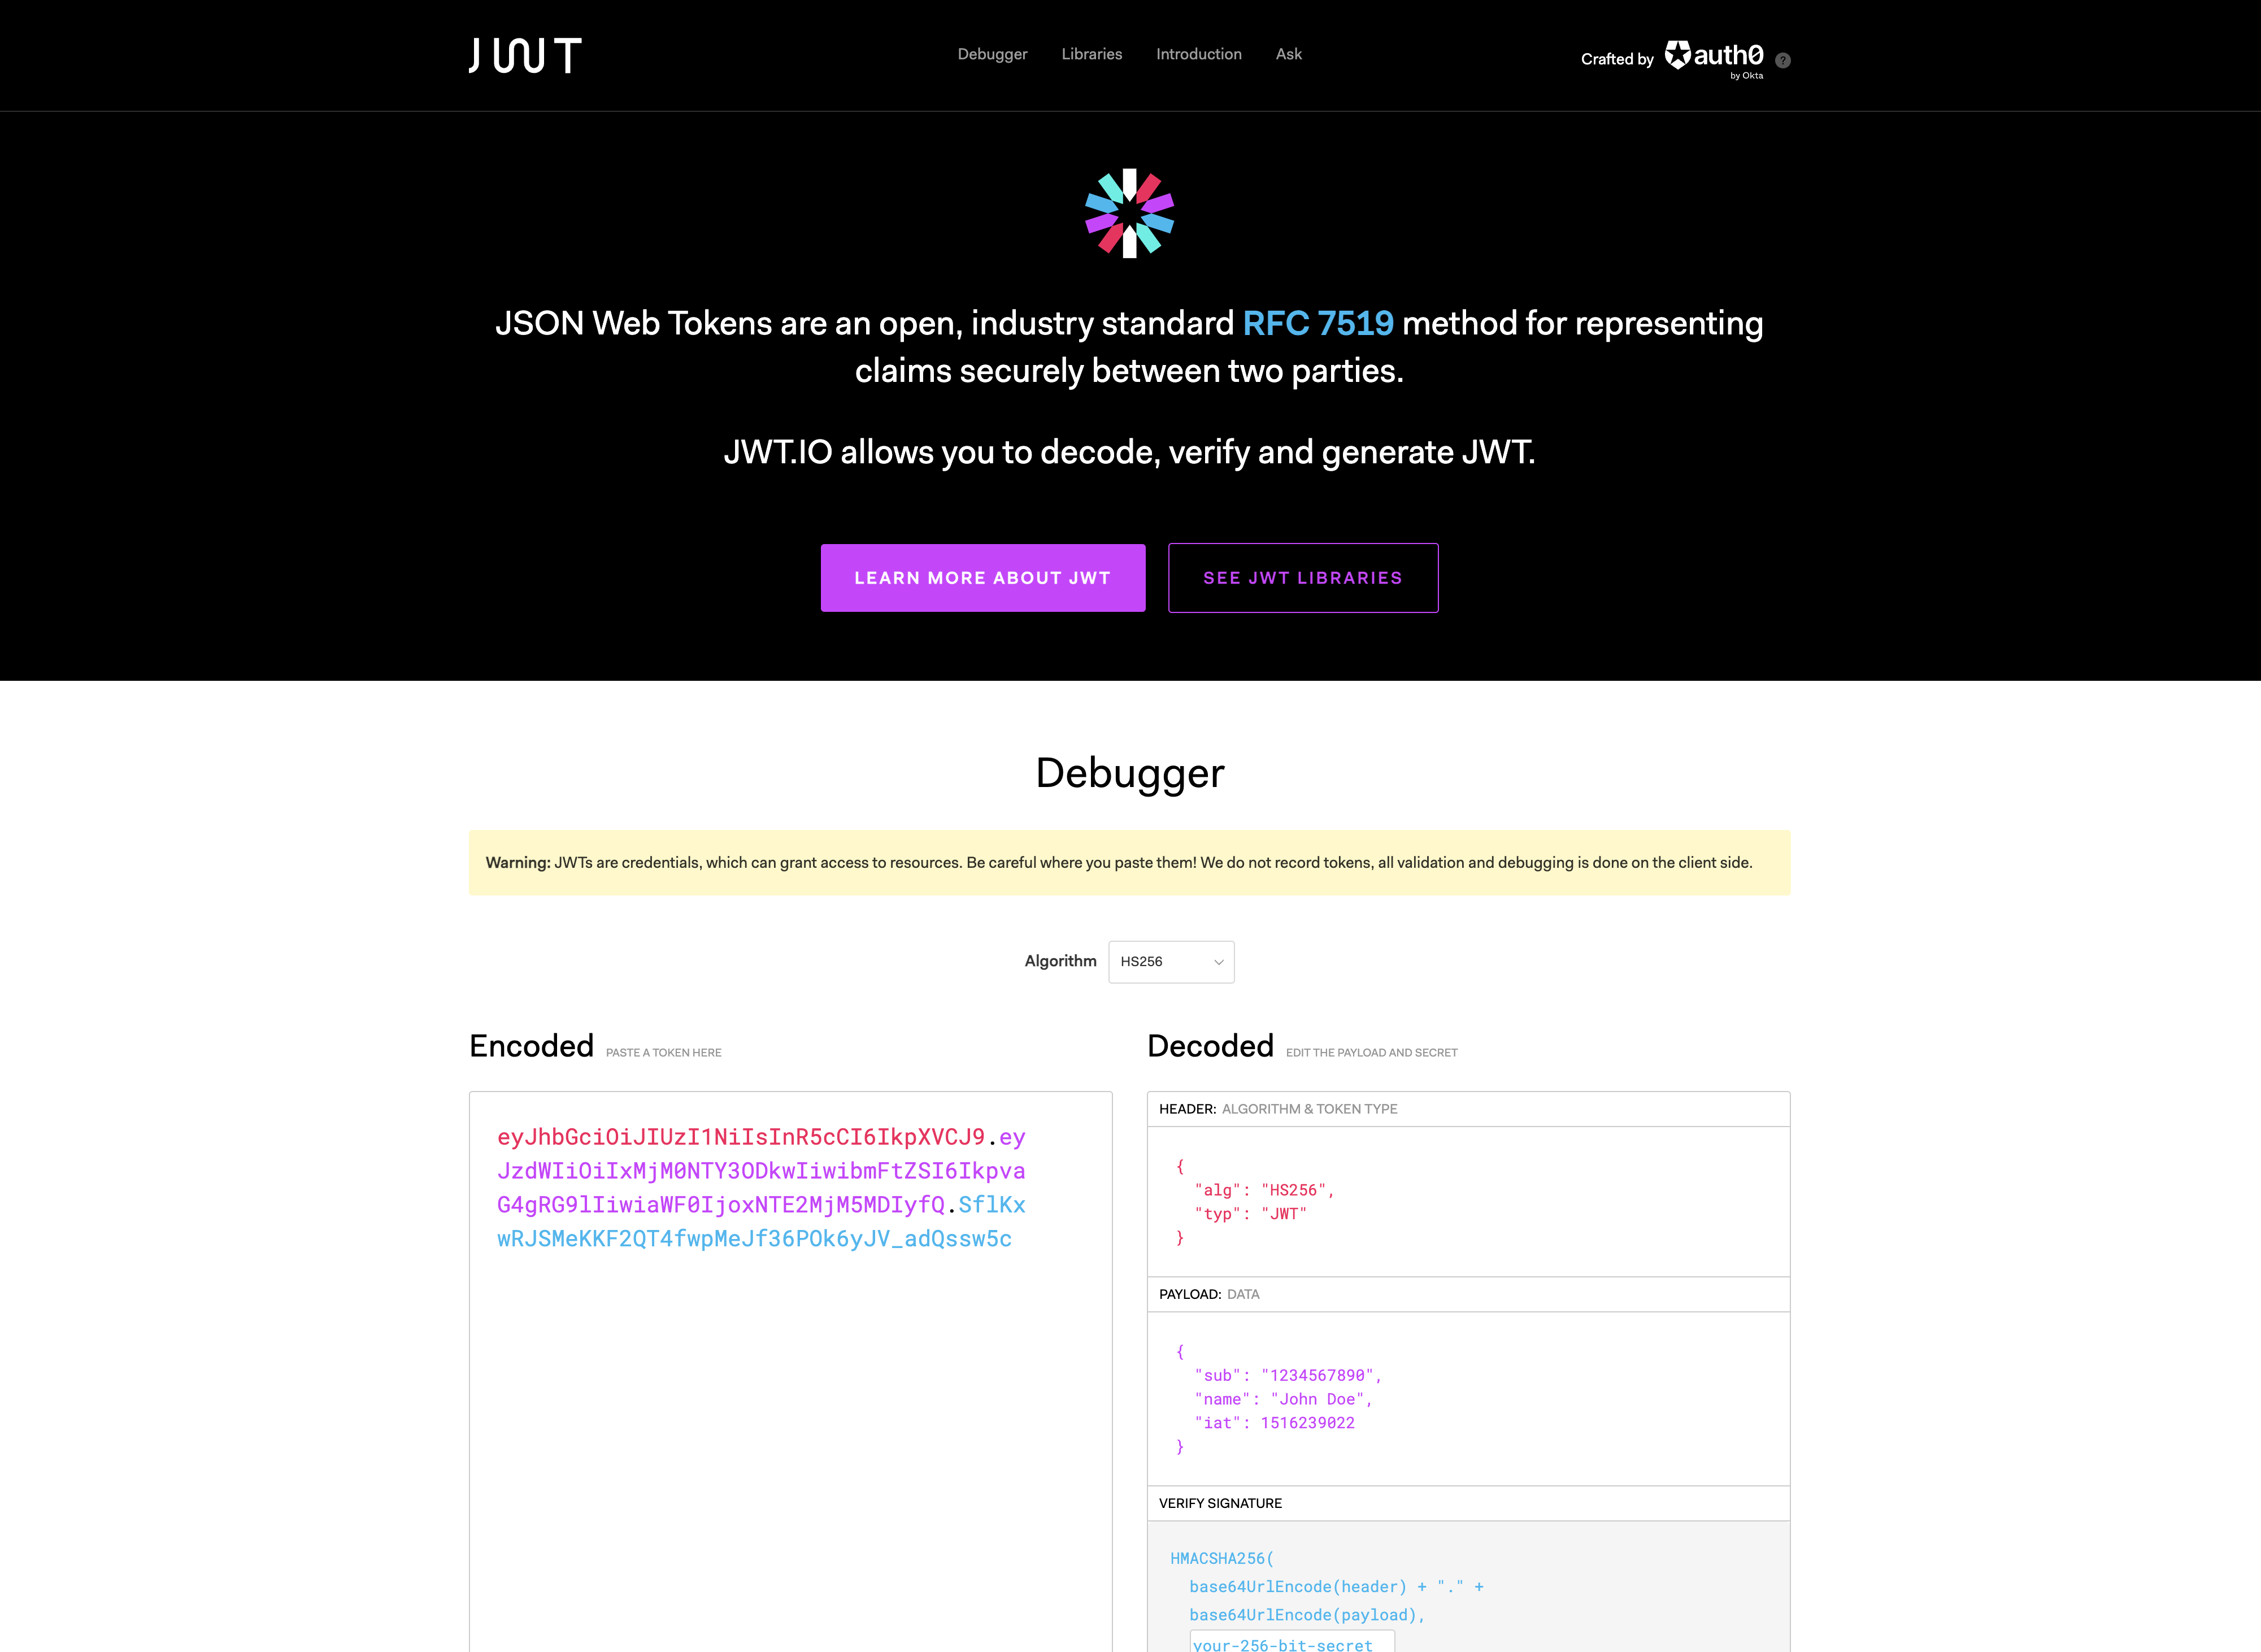 JWT
Debugger Libraries Introduction Ask
Crafted by auth0 ?
by Okta
JSON Web Tokens are an open, industry standard RFC 7519 method for representing
claims securely between two parties.
JWT.IO allows you to decode, verify and generate JWT.
LEARN MORE ABOUT JWT
SEE JWT LIBRARIES
Debugger
Warning: JWTs are credentials, which can grant access to resources. Be careful where you paste them! We do not record tokens, all validation and debugging is done on the client side.
Algorithm HS256
Encoded PASTE A TOKEN HERE
eyJhbGciOiJIUzI1NiIsInR5cCI6IkpXVCJ9.ey
JzdWIiOiIxMjM0NTY3ODkwIiwibmFtZSI6Ikpva
G4gRG9lIiwiaWF0IjoxNTE2MjM5MDIyfQ.SflKx
wRJSMeKKF2QT4fwpMeJf36POk6yJV_adQssw5c
Decoded EDIT THE PAYLOAD AND SECRET
HEADER: ALGORITHM & TOKEN TYPE
{
"alg": "HS256",
"typ": "JWT"
}
PAYLOAD: DATA
{
"sub": "1234567890",
"name": "John Doe",
"iat": 1516239022
}
VERIFY SIGNATURE
HMACSHA256(
base64UrlEncode(header) + "." +
base64UrlEncode(payload),
your-256-bit-secret